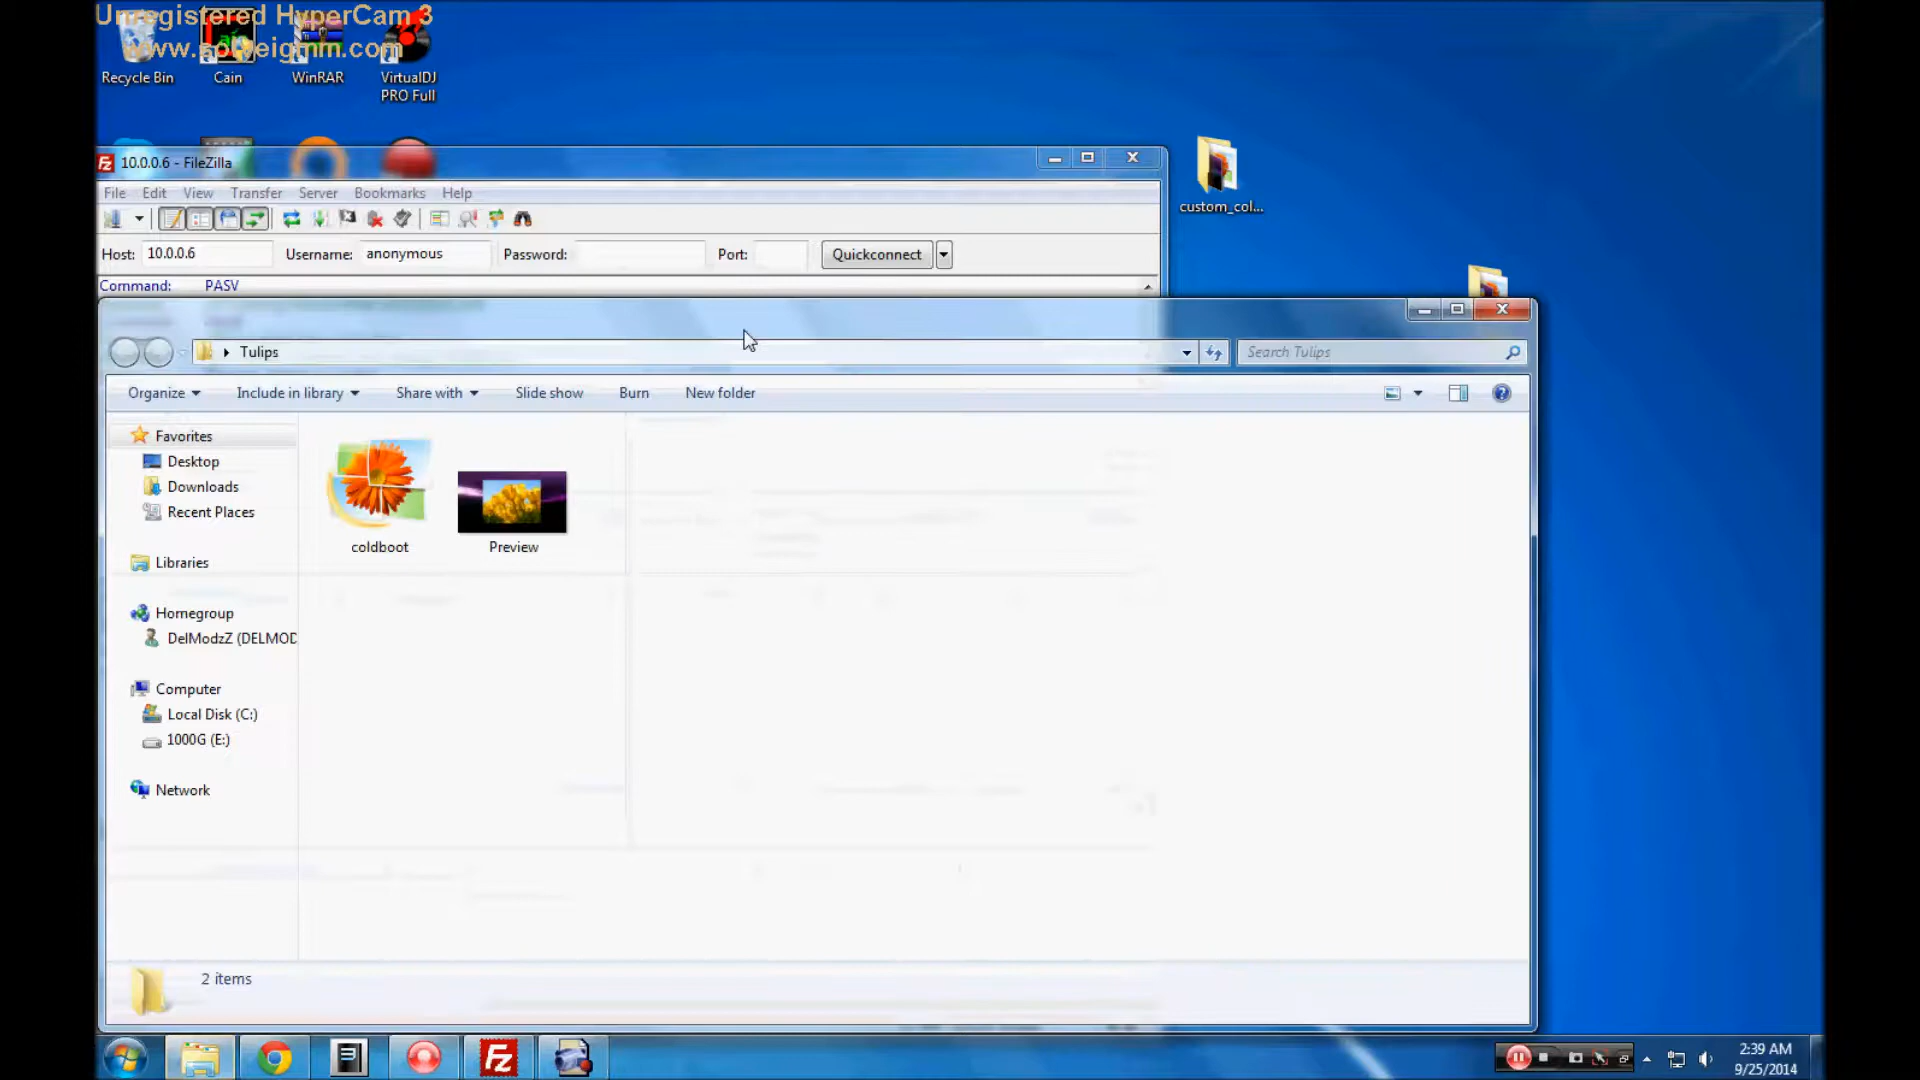 Unregistered HyperCam 3
www.solveigmm.com
Recycle Bin
Cain
WinRAR
VirtualDJ
PRO Full
custom_col...
10.0.0.6 - FileZilla
File Edit View Transfer Server Bookmarks Help
Host: 10.0.0.6 Username: anonymous Password: Port: Quickconnect
Command: PASV
Tulips
Search Tulips
Organize Include in library Share with Slide show Burn New folder
Favorites
Desktop
Downloads
Recent Places
Libraries
Homegroup
DelModzZ (DELMOD
Computer
Local Disk (C:)
1000G (E:)
Network
coldboot
Preview
2 items
2:39 AM
9/25/2014